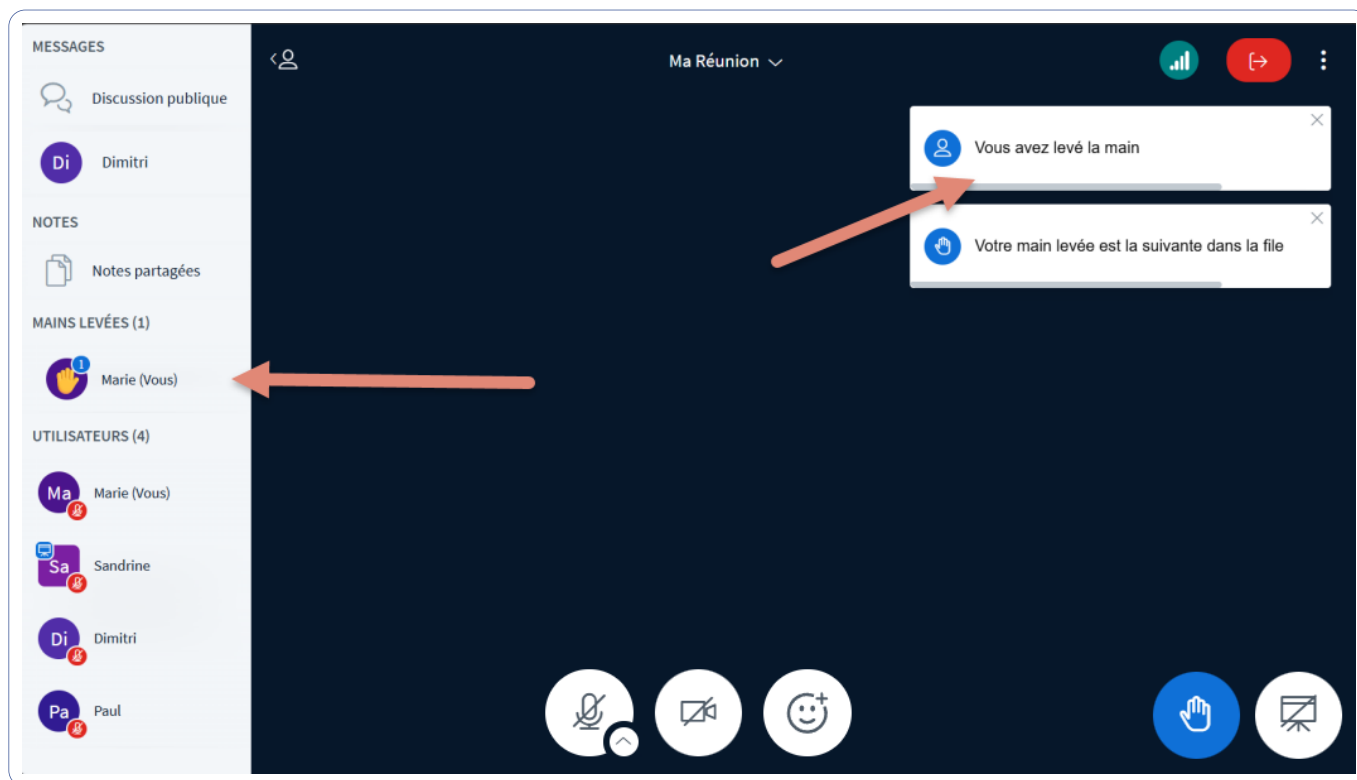 MESSAGES
Discussion publique
Di
Dimitri
NOTES
Notes partagées
MAINS LEVÉES (1)
1
Marie (Vous)
UTILISATEURS (4)
Ma
Marie (Vous)
Sa
Sandrine
Di
Dimitri
Pa
Paul
Ma Réunion
Vous avez levé la main
Votre main levée est la suivante dans la file